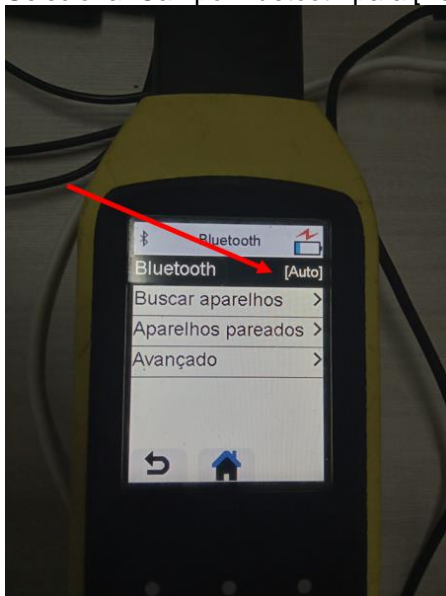 Bluetooth
Bluetooth [Auto]
Buscar aparelhos >
Aparelhos pareados >
Avançado >